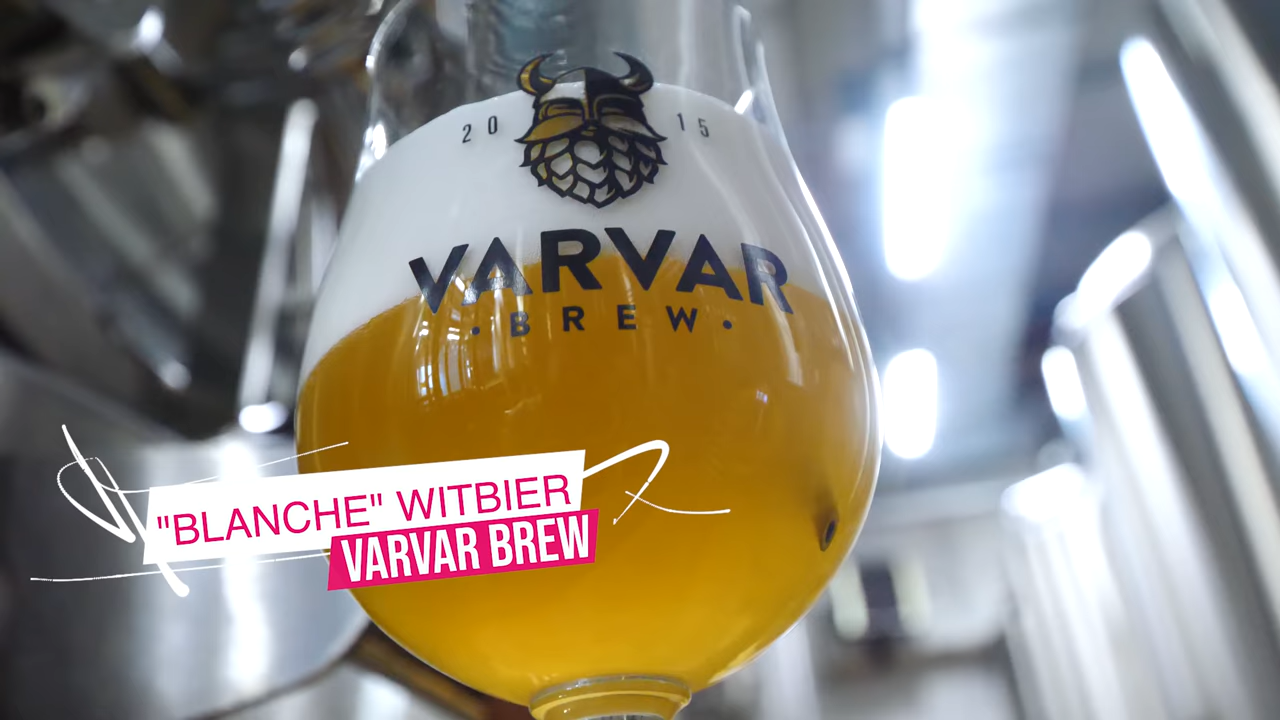 20 15
VARVAR
• BREW •
"BLANCHE" WITBIER
VARVAR BREW